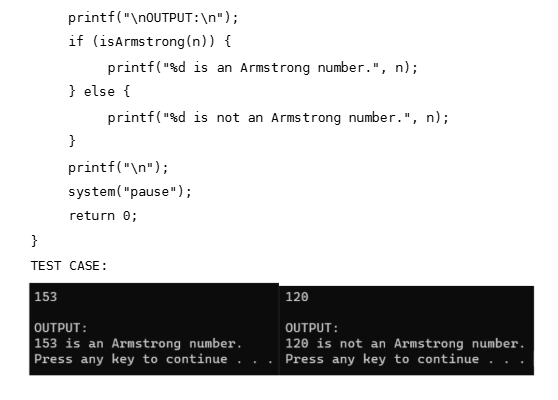 printf("\nOUTPUT:\n");
if (isArmstrong(n)) {
printf("%d is an Armstrong number.", n);
} else {
printf("%d is not an Armstrong number.", n);
}
printf("\n");
system("pause");
return 0;
}
TEST CASE:
153
OUTPUT:
153 is an Armstrong number.
Press any key to continue . . .
120
OUTPUT:
120 is not an Armstrong number.
Press any key to continue . . .